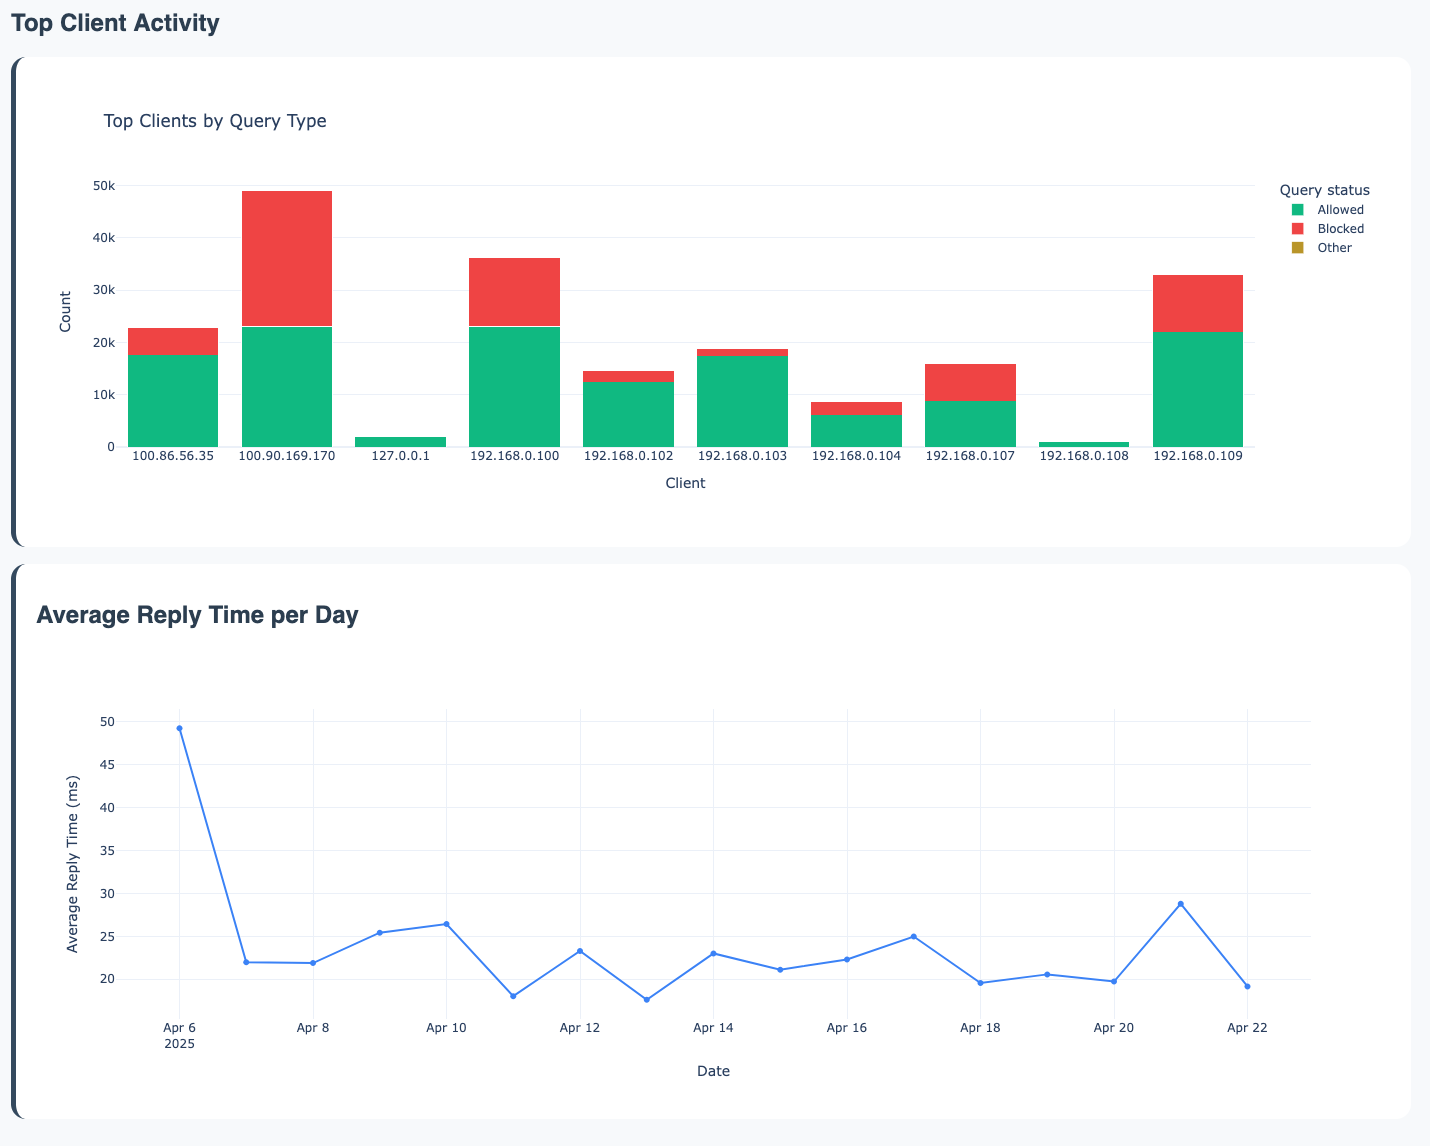 Top Client Activity
Top Clients by Query Type
Query status
Allowed
Blocked
Other
Count
50k
40k
30k
20k
10k
0
100.86.56.35 100.90.169.170 127.0.0.1 192.168.0.100 192.168.0.102 192.168.0.103 192.168.0.104 192.168.0.107 192.168.0.108 192.168.0.109
Client
Average Reply Time per Day
Average Reply Time (ms)
50
45
40
35
30
25
20
Apr 6 Apr 8 Apr 10 Apr 12 Apr 14 Apr 16 Apr 18 Apr 20 Apr 22
2025
Date